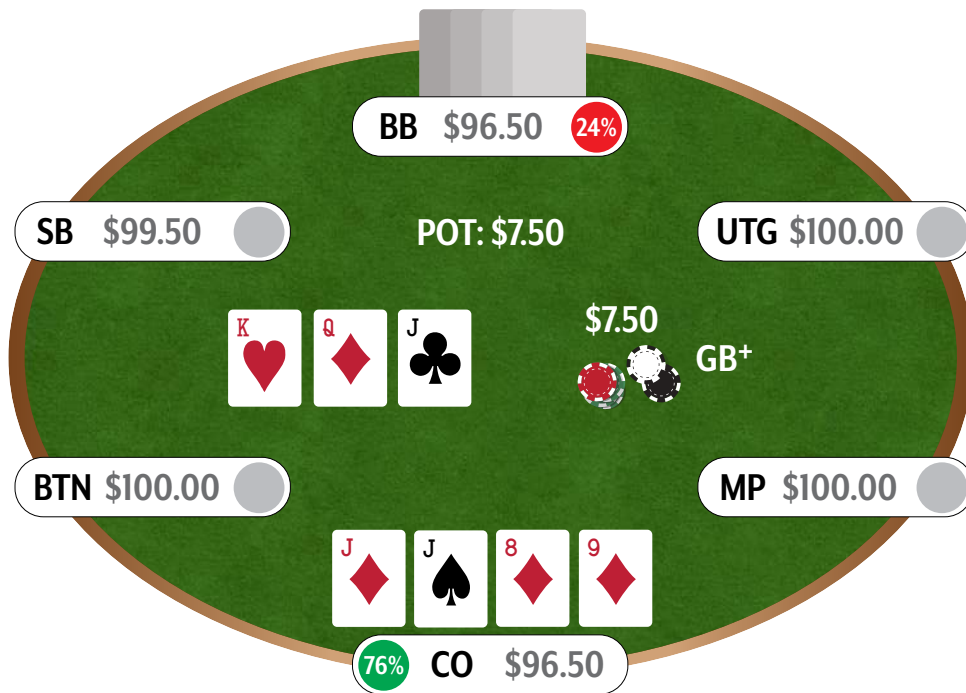 BB $96.50 24%
SB $99.50
POT: $7.50
UTG $100.00
K Q J
$7.50
GB+
BTN $100.00
MP $100.00
J J 8 9
76% CO $96.50